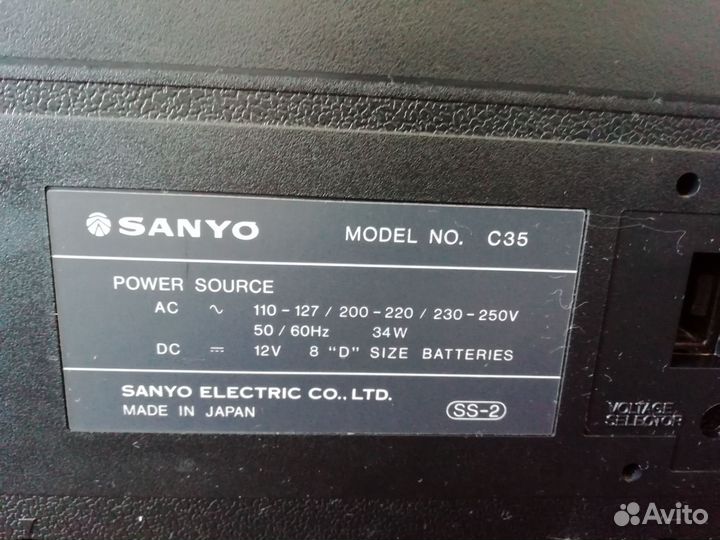 SANYO MODEL NO. C35
POWER SOURCE
AC ~ 110-127 / 200-220 / 230-250V
50 / 60Hz 34W
DC ⎓ 12V 8 "D" SIZE BATTERIES
SANYO ELECTRIC CO., LTD.
MADE IN JAPAN SS-2
VOLTAGE
SELECTOR
Avito